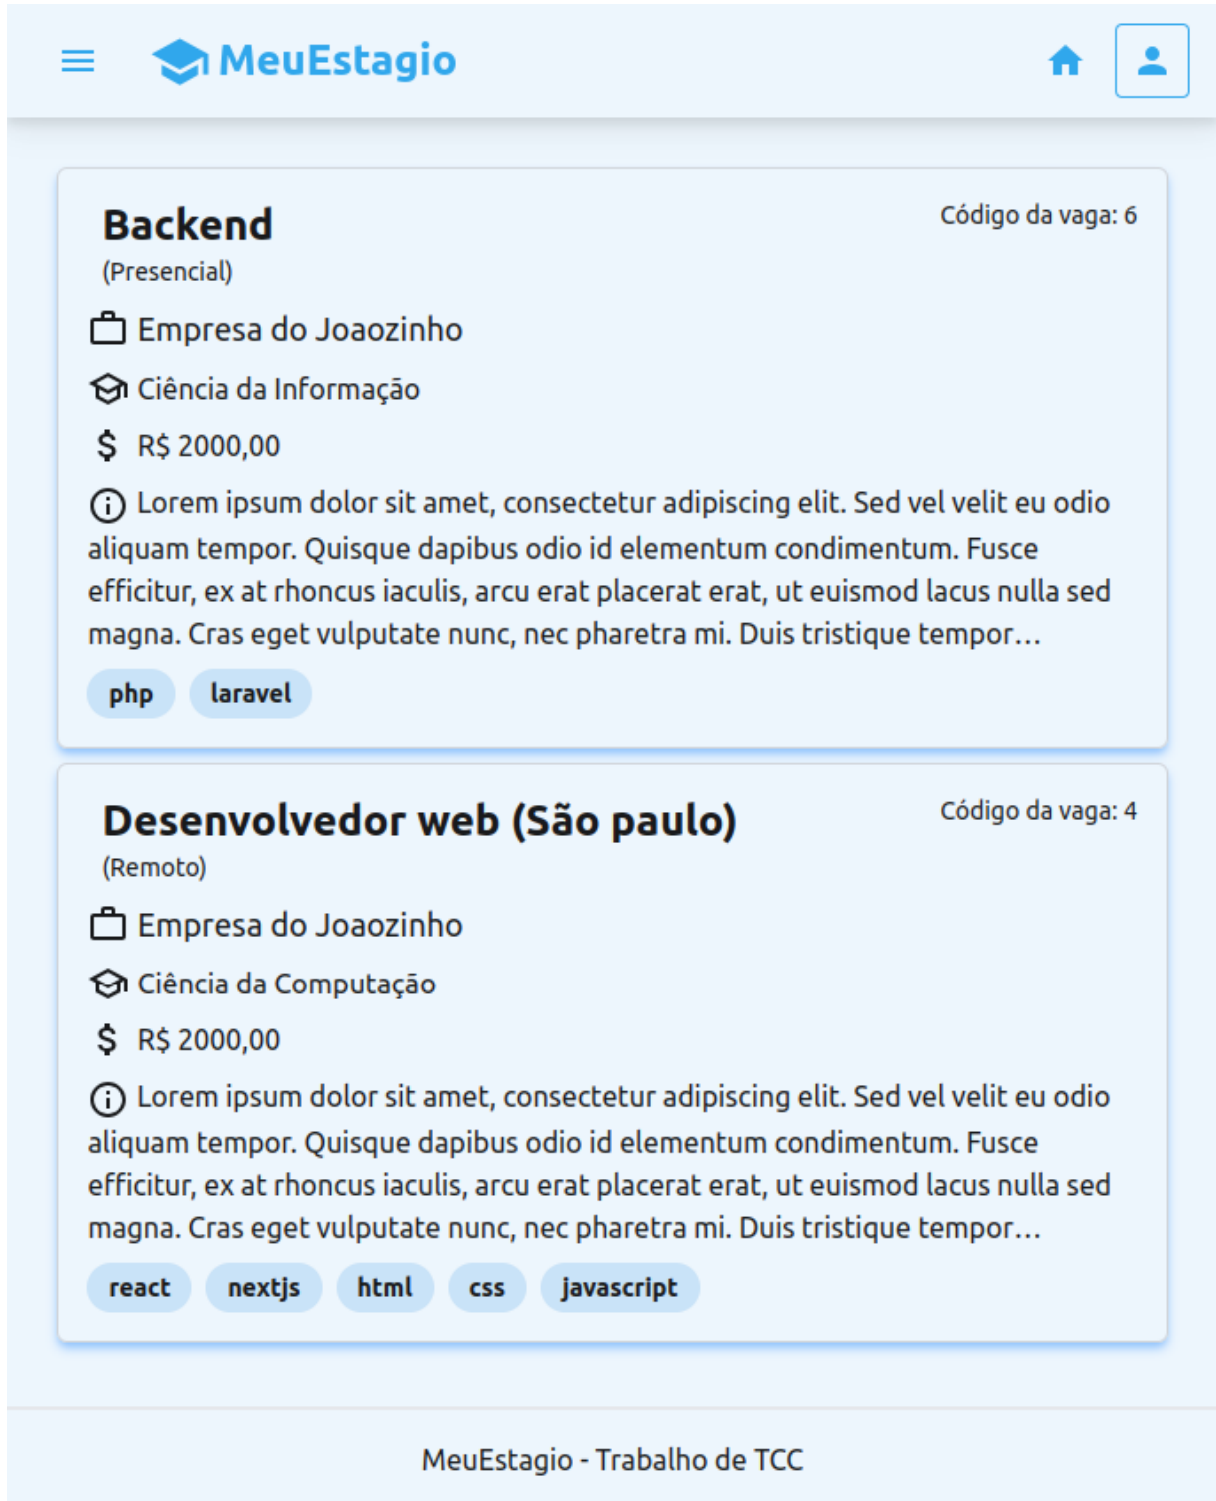 MeuEstagio
Backend
Código da vaga: 6
(Presencial)
Empresa do Joaozinho
Ciência da Informação
R$ 2000,00
Lorem ipsum dolor sit amet, consectetur adipiscing elit. Sed vel velit eu odio
aliquam tempor. Quisque dapibus odio id elementum condimentum. Fusce
efficitur, ex at rhoncus iaculis, arcu erat placerat erat, ut euismod lacus nulla sed
magna. Cras eget vulputate nunc, nec pharetra mi. Duis tristique tempor…
php laravel
Desenvolvedor web (São paulo)
Código da vaga: 4
(Remoto)
Empresa do Joaozinho
Ciência da Computação
R$ 2000,00
Lorem ipsum dolor sit amet, consectetur adipiscing elit. Sed vel velit eu odio
aliquam tempor. Quisque dapibus odio id elementum condimentum. Fusce
efficitur, ex at rhoncus iaculis, arcu erat placerat erat, ut euismod lacus nulla sed
magna. Cras eget vulputate nunc, nec pharetra mi. Duis tristique tempor…
react nextjs html css javascript
MeuEstagio - Trabalho de TCC